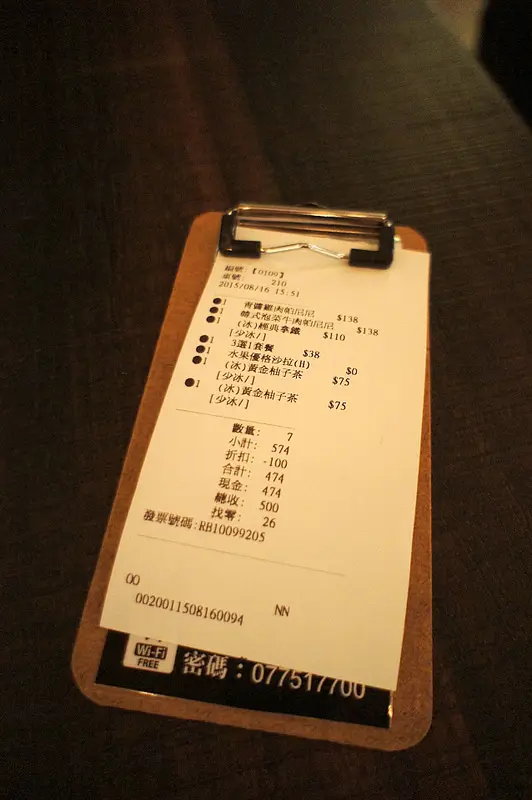 編號:【0109】
桌號: 210
2015/08/16 15:51
●1 青醬雞肉帕尼尼 $138
●1 韓式泡菜牛肉帕尼尼 $138
●1 (冰)經典拿鐵 $110
[少冰/]
●1 3選1套餐 $38
●1 水果優格沙拉(H) $0
●1 (冰)黃金柚子茶 $75
[少冰/]
●1 (冰)黃金柚子茶 $75
[少冰/]
數量: 7
小計: 574
折扣: -100
合計: 474
現金: 474
總收: 500
找零: 26
發票號碼:RB10099205
00 NN
0020011508160094
Wi-Fi
FREE
密碼:077517700